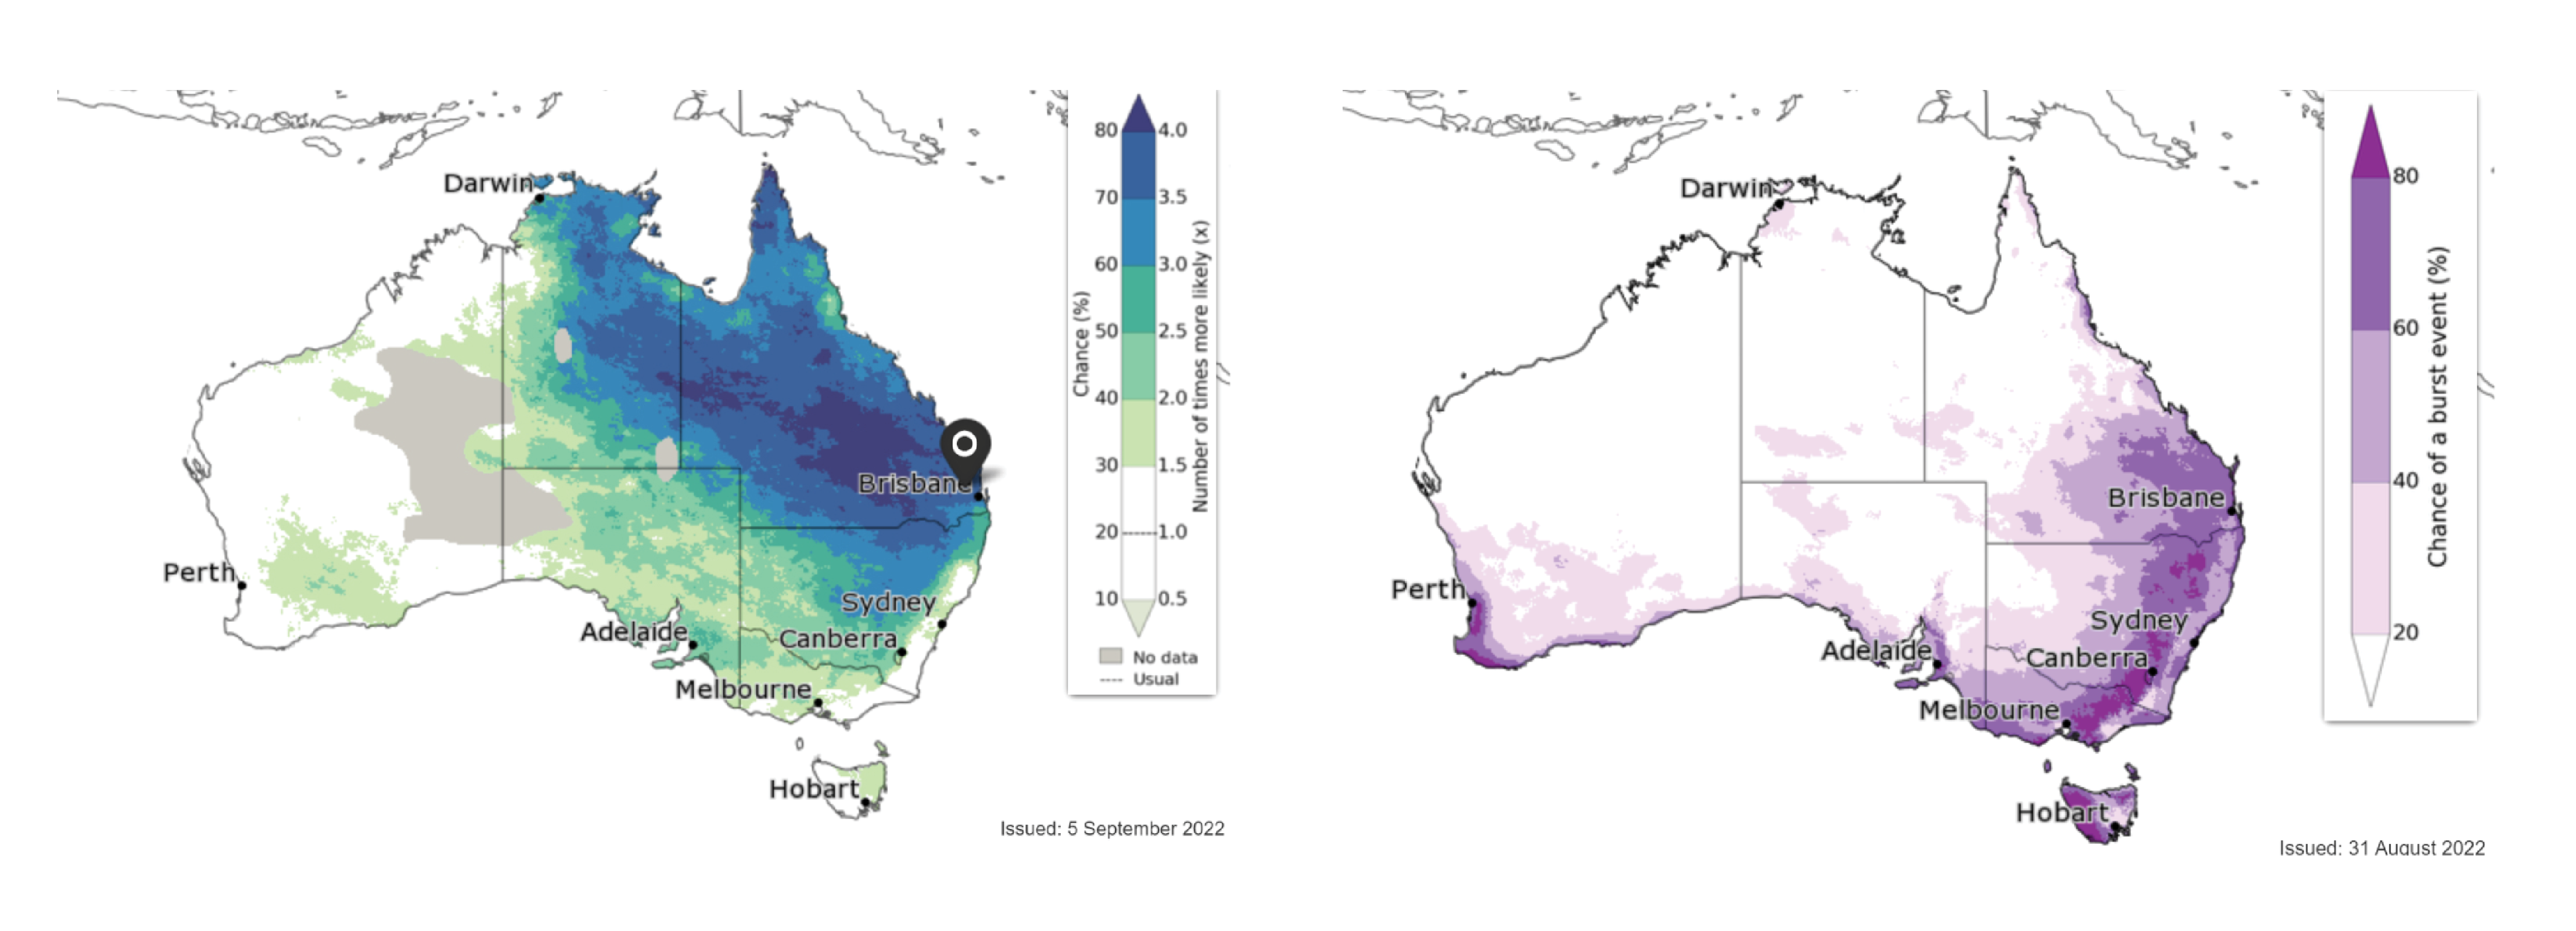 Darwin
Brisbane
Perth
Sydney
Adelaide
Canberra
Melbourne
Hobart
80 4.0
70 3.5
60 3.0
50 2.5
40 2.0
30 1.5
20 1.0
10 0.5
Chance (%)
Number of times more likely (x)
No data
Usual
Issued: 5 September 2022
Darwin
Brisbane
Perth
Sydney
Adelaide
Canberra
Melbourne
Hobart
80
60
40
20
Chance of a burst event (%)
Issued: 31 August 2022